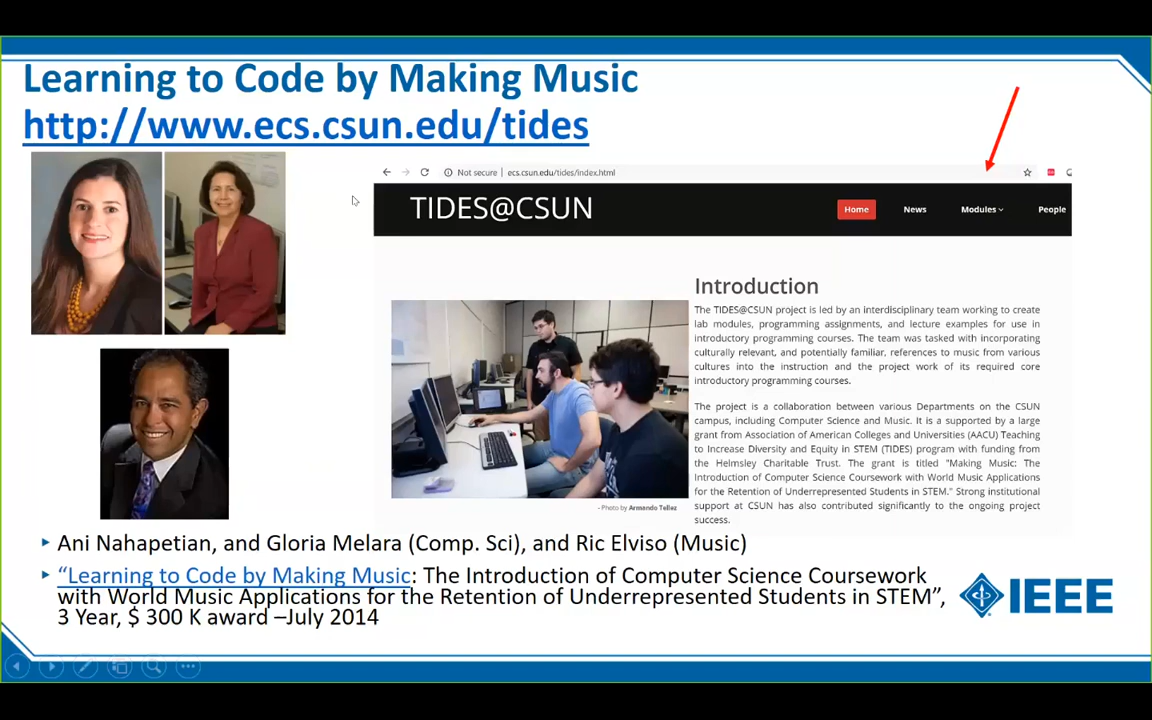 Learning to Code by Making Music
http://www.ecs.csun.edu/tides
Not secure ecs.csun.edu/tides/index.html
TIDES@CSUN
Home News Modules People
Introduction
The TIDES@CSUN project is led by an interdisciplinary team working to create
lab modules, programming assignments, and lecture examples for use in
introductory programming courses. The team was tasked with incorporating
culturally relevant, and potentially familiar, references to music from various
cultures into the instruction and the project work of its required core
introductory programming courses.
The project is a collaboration between various Departments on the CSUN
campus, including Computer Science and Music. It is a supported by a large
grant from Association of American Colleges and Universities (AACU) Teaching
to Increase Diversity and Equity in STEM (TIDES) program with funding from
the Helmsley Charitable Trust. The grant is titled "Making Music: The
Introduction of Computer Science Coursework with World Music Applications
for the Retention of Underrepresented Students in STEM." Strong institutional
support at CSUN has also contributed significantly to the ongoing project
success.
- Photo by Armando Tellez
Ani Nahapetian, and Gloria Melara (Comp. Sci), and Ric Elviso (Music)
“Learning to Code by Making Music: The Introduction of Computer Science Coursework
with World Music Applications for the Retention of Underrepresented Students in STEM”,
3 Year, $ 300 K award –July 2014
IEEE